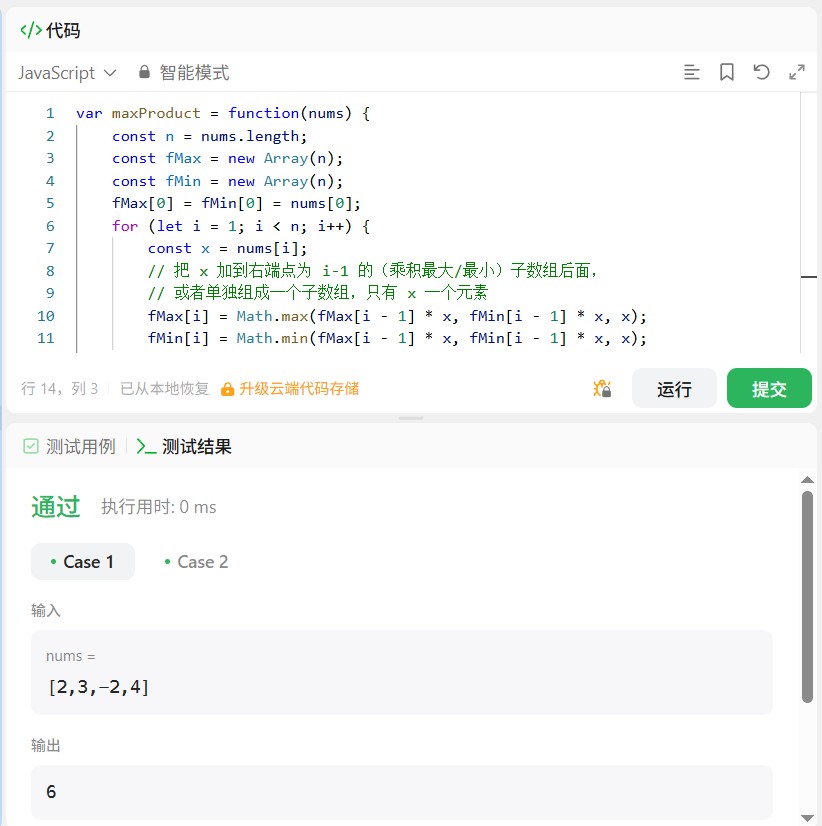 </> 代码
JavaScript 智能模式
1 var maxProduct = function(nums) {
2 const n = nums.length;
3 const fMax = new Array(n);
4 const fMin = new Array(n);
5 fMax[0] = fMin[0] = nums[0];
6 for (let i = 1; i < n; i++) {
7 const x = nums[i];
8 // 把 x 加到右端点为 i-1 的（乘积最大/最小）子数组后面，
9 // 或者单独组成一个子数组，只有 x 一个元素
10 fMax[i] = Math.max(fMax[i - 1] * x, fMin[i - 1] * x, x);
11 fMin[i] = Math.min(fMax[i - 1] * x, fMin[i - 1] * x, x);
行 14，列 3 已从本地恢复 升级云端代码存储 运行 提交
测试用例 >_ 测试结果
通过 执行用时: 0 ms
• Case 1 • Case 2
输入
nums =
[2,3,-2,4]
输出
6